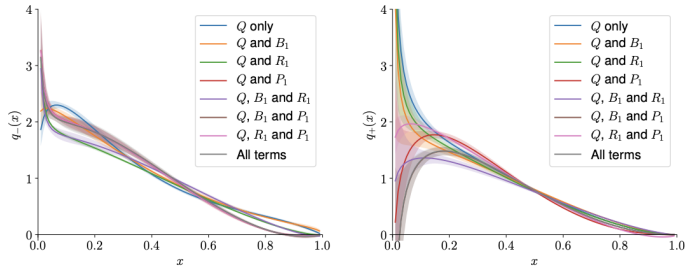 4
3
2
1
0
0.0 0.2 0.4 0.6 0.8 1.0
x
q₋(x)
Q only
Q and B₁
Q and R₁
Q and P₁
Q, B₁ and R₁
Q, B₁ and P₁
Q, R₁ and P₁
All terms
4
3
2
1
0
0.0 0.2 0.4 0.6 0.8 1.0
x
q₊(x)
Q only
Q and B₁
Q and R₁
Q and P₁
Q, B₁ and R₁
Q, B₁ and P₁
Q, R₁ and P₁
All terms